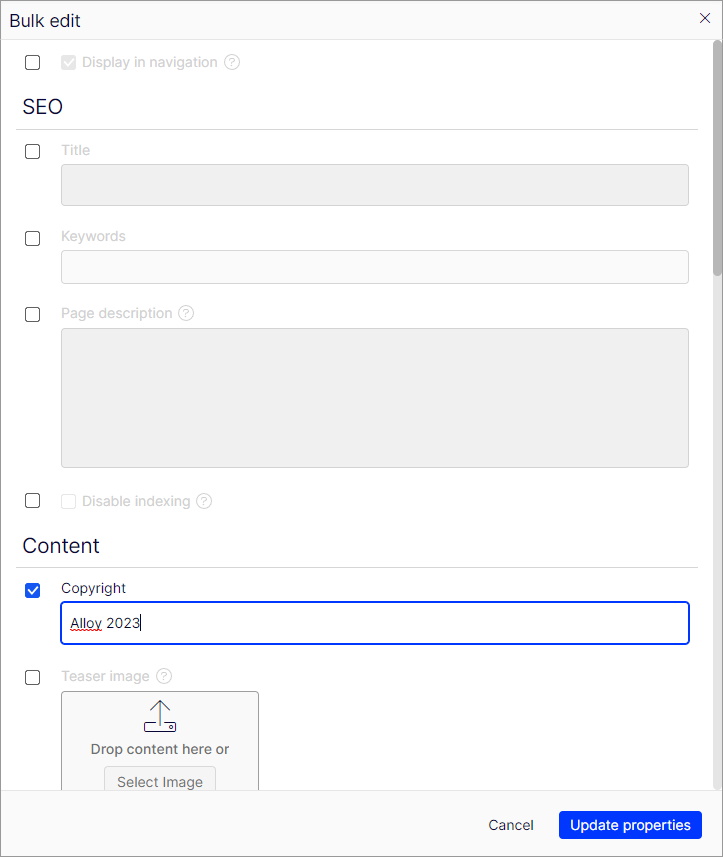 Bulk edit
Display in navigation ?
SEO
Title
Keywords
Page description ?
Disable indexing ?
Content
Copyright
Alloy 2023
Teaser image ?
Drop content here or
Select Image
Cancel
Update properties